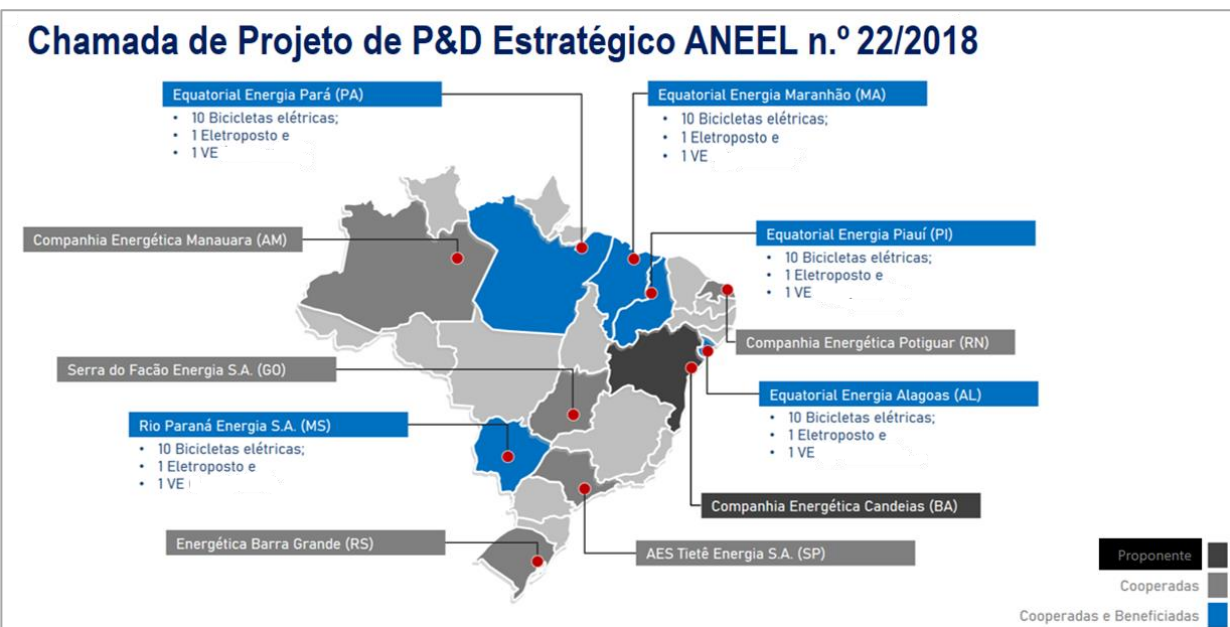 Chamada de Projeto de P&D Estratégico ANEEL n.º 22/2018
Equatorial Energia Pará (PA)
• 10 Bicicletas elétricas;
• 1 Eletroposto e
• 1 VE
Equatorial Energia Maranhão (MA)
• 10 Bicicletas elétricas;
• 1 Eletroposto e
• 1 VE
Companhia Energética Manauara (AM)
Equatorial Energia Piauí (PI)
• 10 Bicicletas elétricas;
• 1 Eletroposto e
• 1 VE
Companhia Energética Potiguar (RN)
Serra do Facão Energia S.A. (GO)
Equatorial Energia Alagoas (AL)
• 10 Bicicletas elétricas;
• 1 Eletroposto e
• 1 VE
Rio Paraná Energia S.A. (MS)
• 10 Bicicletas elétricas;
• 1 Eletroposto e
• 1 VE
Companhia Energética Candeias (BA)
Energética Barra Grande (RS)
AES Tietê Energia S.A. (SP)
Proponente
Cooperadas
Cooperadas e Beneficiadas